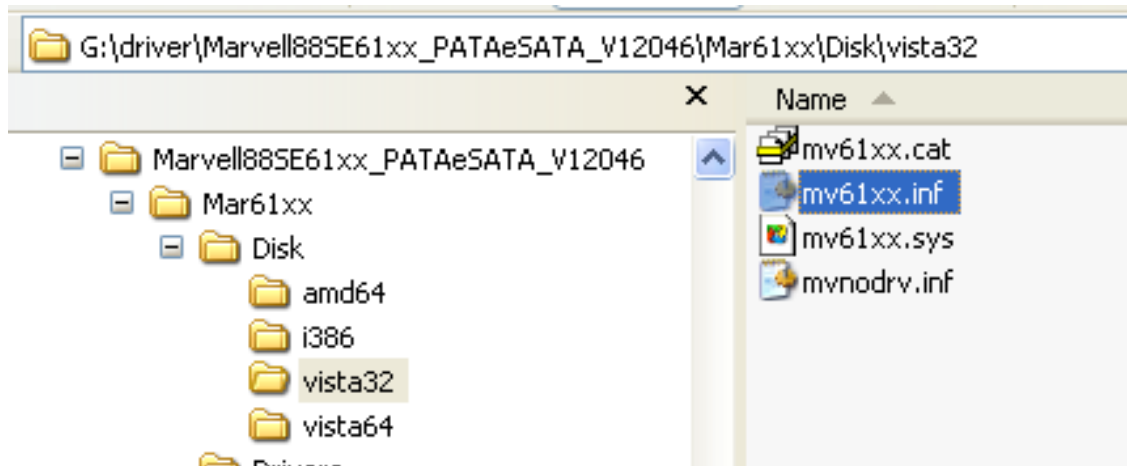 G:\driver\Marvell88SE61xx_PATAeSATA_V12046\Mar61xx\Disk\vista32
Name
Marvell88SE61xx_PATAeSATA_V12046
Mar61xx
Disk
amd64
i386
vista32
vista64
Drivers
mv61xx.cat
mv61xx.inf
mv61xx.sys
mvnodrv.inf